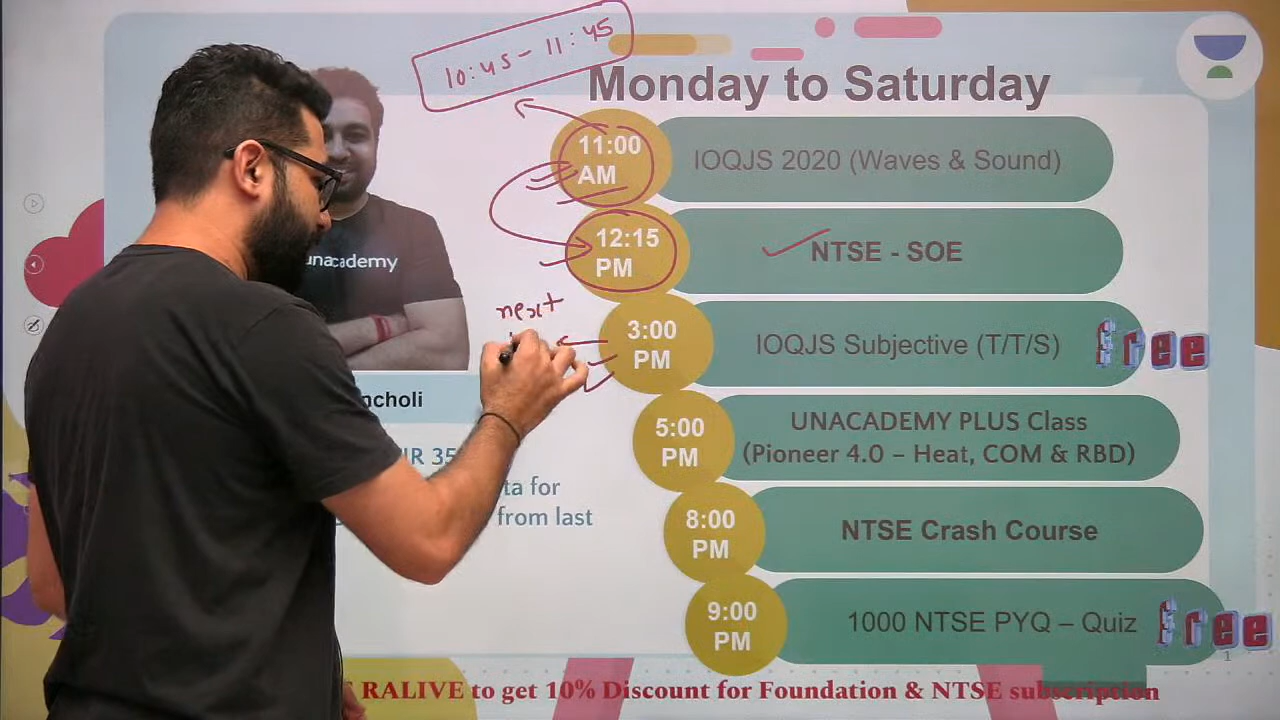 10:45 - 11:45
Monday to Saturday
11:00
AM
IOQJS 2020 (Waves & Sound)
12:15
PM
NTSE - SOE
next
3:00
PM
IOQJS Subjective (T/T/S)
free
unacademy
ncholi
IR 35
ta for
from last
5:00
PM
UNACADEMY PLUS Class
(Pioneer 4.0 – Heat, COM & RBD)
8:00
PM
NTSE Crash Course
9:00
PM
1000 NTSE PYQ – Quiz
free
1
RALIVE to get 10% Discount for Foundation & NTSE subscription